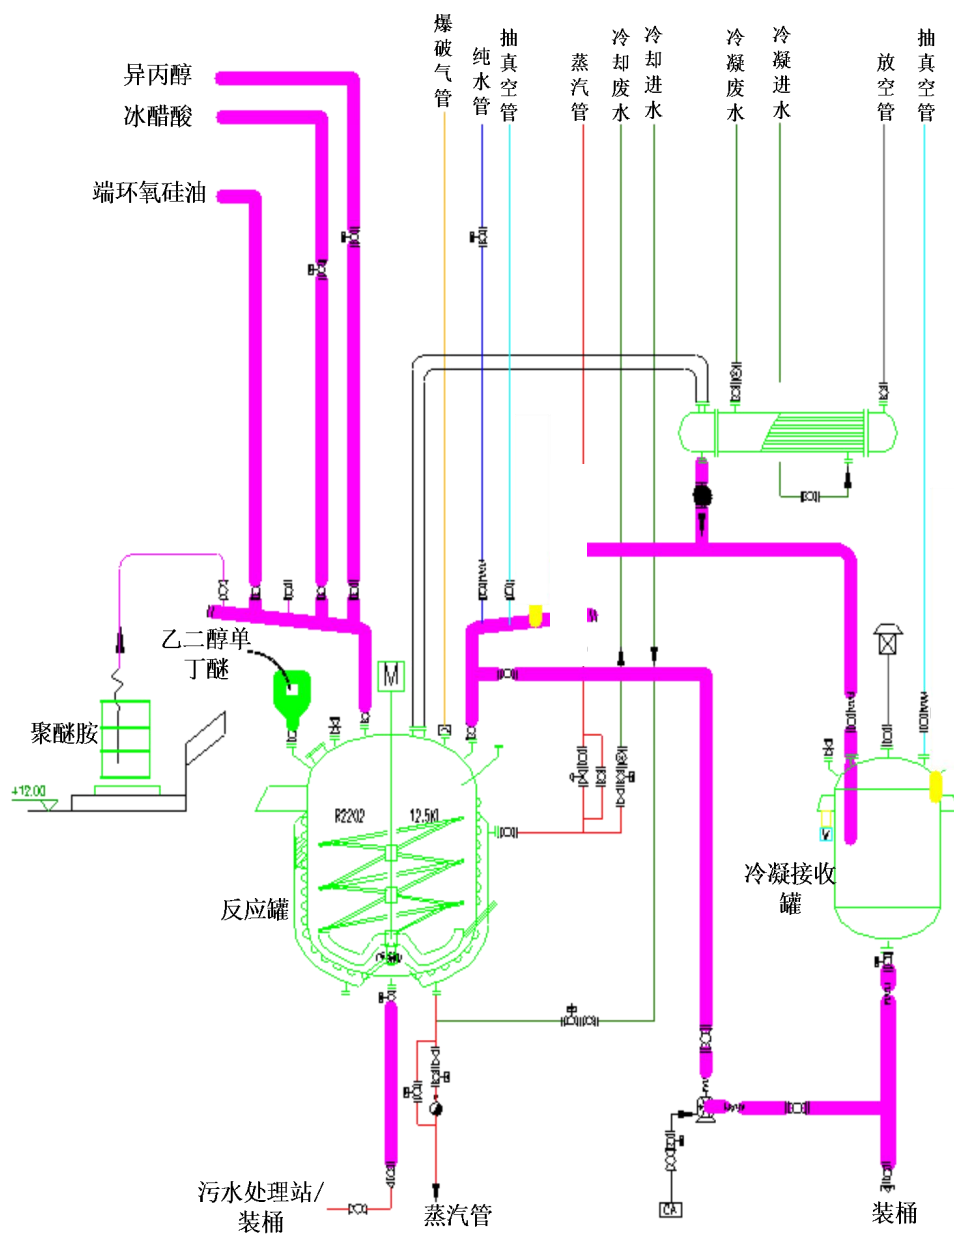 爆破气管
纯水管
抽真空管
蒸汽管
冷却废水
冷却进水
冷凝废水
冷凝进水
放空管
抽真空管
异丙醇
冰醋酸
端环氧硅油
乙二醇单
丁醚
聚醚胺
+12.00
M
R2202
12.5Kl
反应罐
冷凝接收
罐
污水处理站/
装桶
蒸汽管
CA
装桶